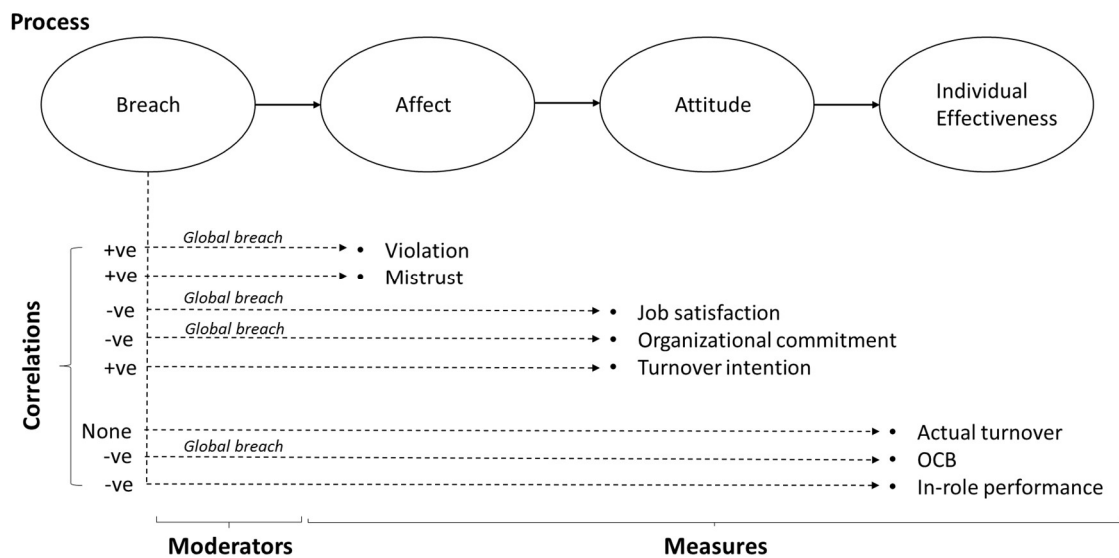 Process
Breach
Affect
Attitude
Individual
Effectiveness
Correlations
+ve
Global breach
• Violation
+ve
• Mistrust
-ve
Global breach
• Job satisfaction
-ve
Global breach
• Organizational commitment
+ve
• Turnover intention
None
Global breach
• Actual turnover
-ve
• OCB
-ve
• In-role performance
Moderators
Measures